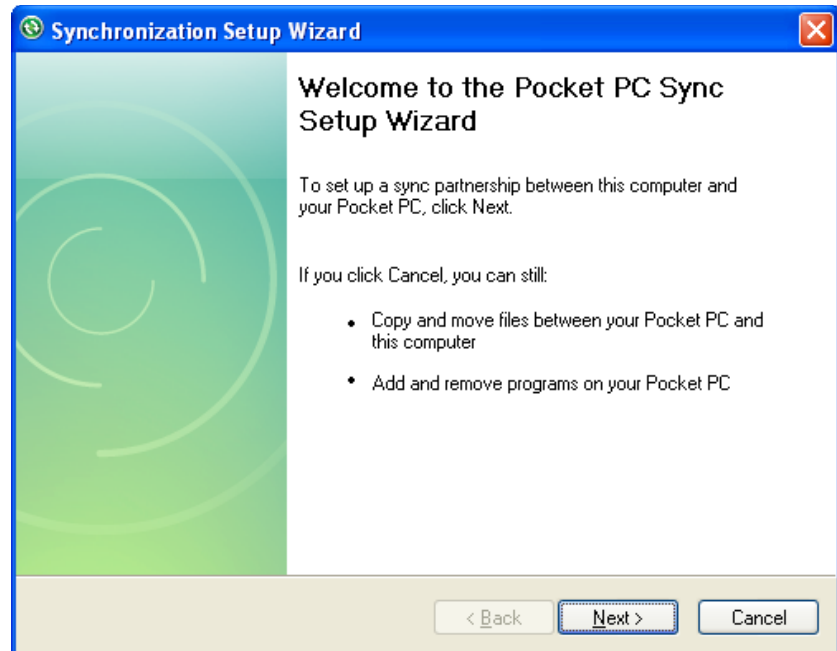 Synchronization Setup Wizard
Welcome to the Pocket PC Sync
Setup Wizard
To set up a sync partnership between this computer and
your Pocket PC, click Next.
If you click Cancel, you can still:
• Copy and move files between your Pocket PC and
this computer
• Add and remove programs on your Pocket PC
< Back Next > Cancel